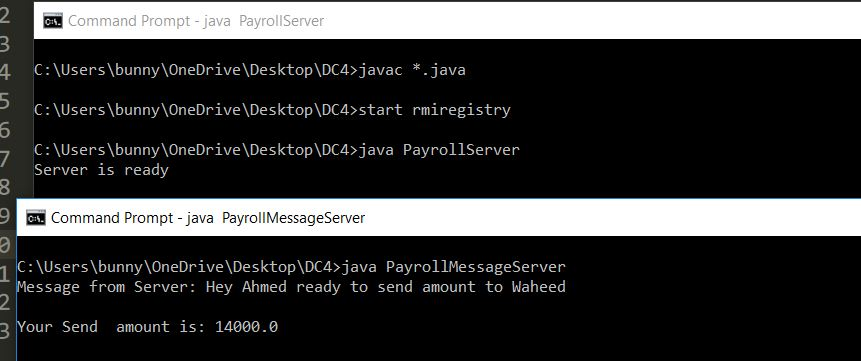 2
3
4
5
6
7
8
9
0
1
2
3
Command Prompt - java  PayrollServer
C:\Users\bunny\OneDrive\Desktop\DC4>javac *.java
C:\Users\bunny\OneDrive\Desktop\DC4>start rmiregistry
C:\Users\bunny\OneDrive\Desktop\DC4>java PayrollServer
Server is ready
Command Prompt - java  PayrollMessageServer
C:\Users\bunny\OneDrive\Desktop\DC4>java PayrollMessageServer
Message from Server: Hey Ahmed ready to send amount to Waheed
Your Send  amount is: 14000.0